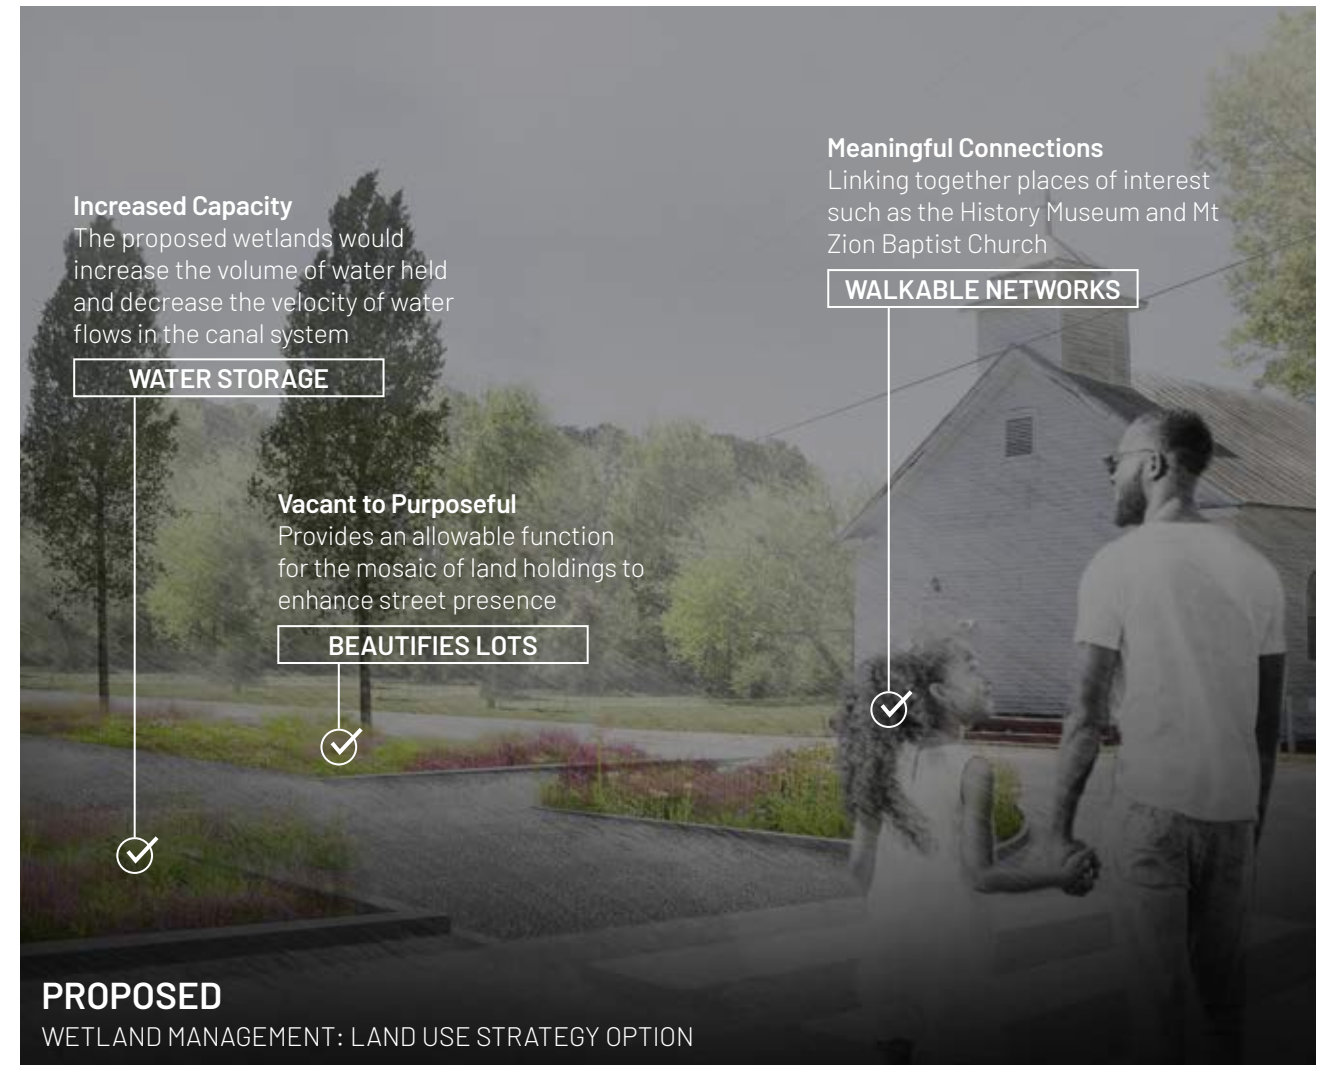 Increased Capacity
The proposed wetlands would
increase the volume of water held
and decrease the velocity of water
flows in the canal system
WATER STORAGE
Vacant to Purposeful
Provides an allowable function
for the mosaic of land holdings to
enhance street presence
BEAUTIFIES LOTS
Meaningful Connections
Linking together places of interest
such as the History Museum and Mt
Zion Baptist Church
WALKABLE NETWORKS
PROPOSED
WETLAND MANAGEMENT: LAND USE STRATEGY OPTION